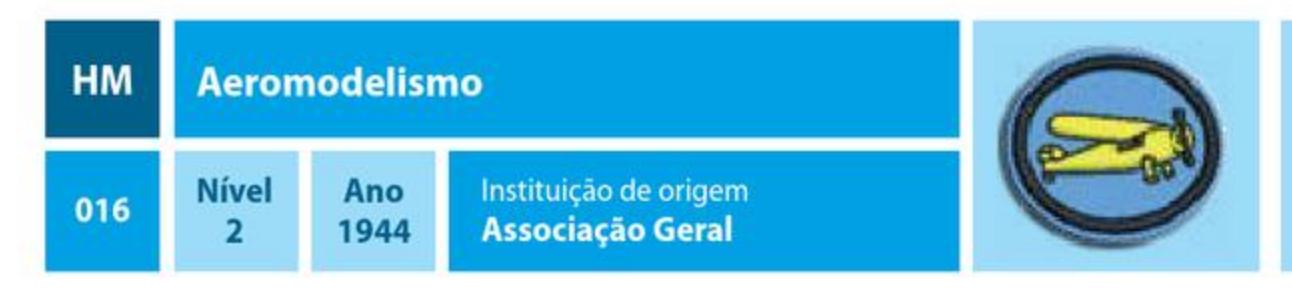 HM
Aeromodelismo
016
Nível
2
Ano
1944
Instituição de origem
Associação Geral